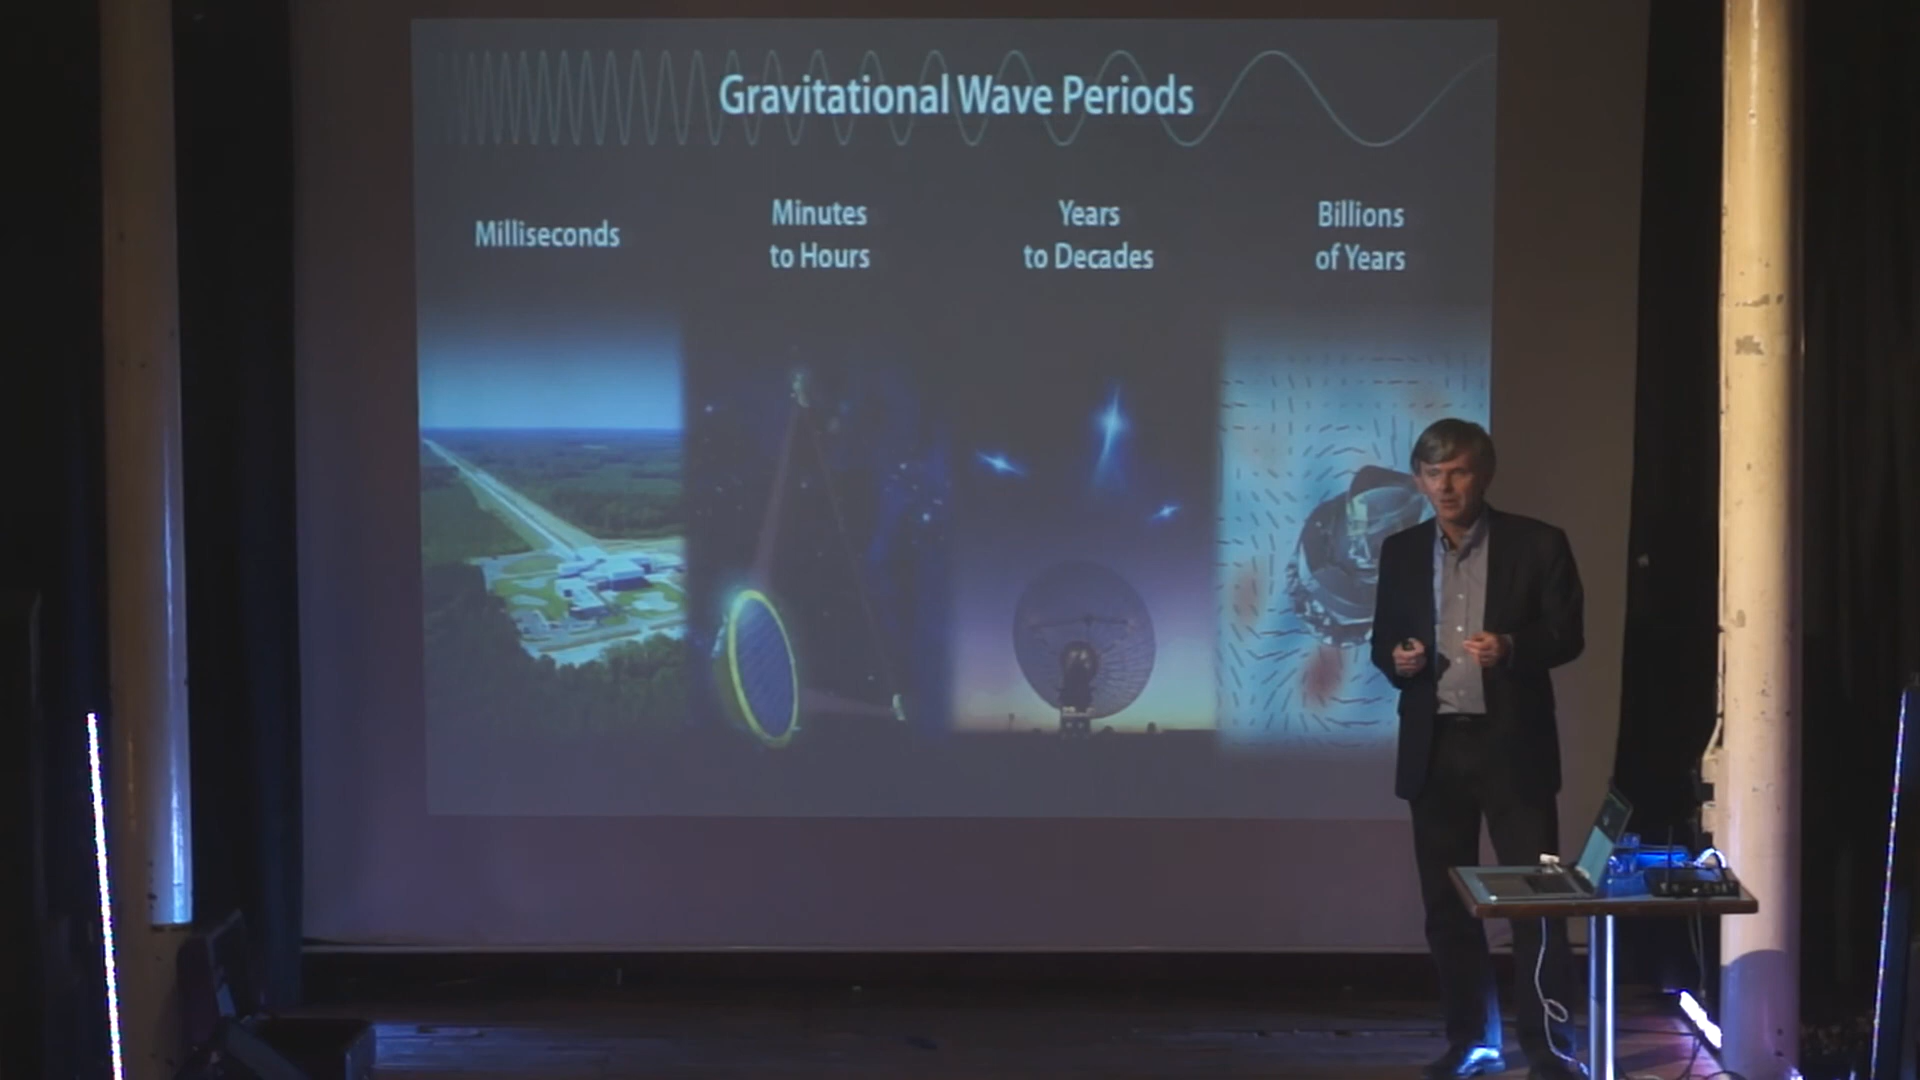 Gravitational Wave Periods
Milliseconds
Minutes
to Hours
Years
to Decades
Billions
of Years